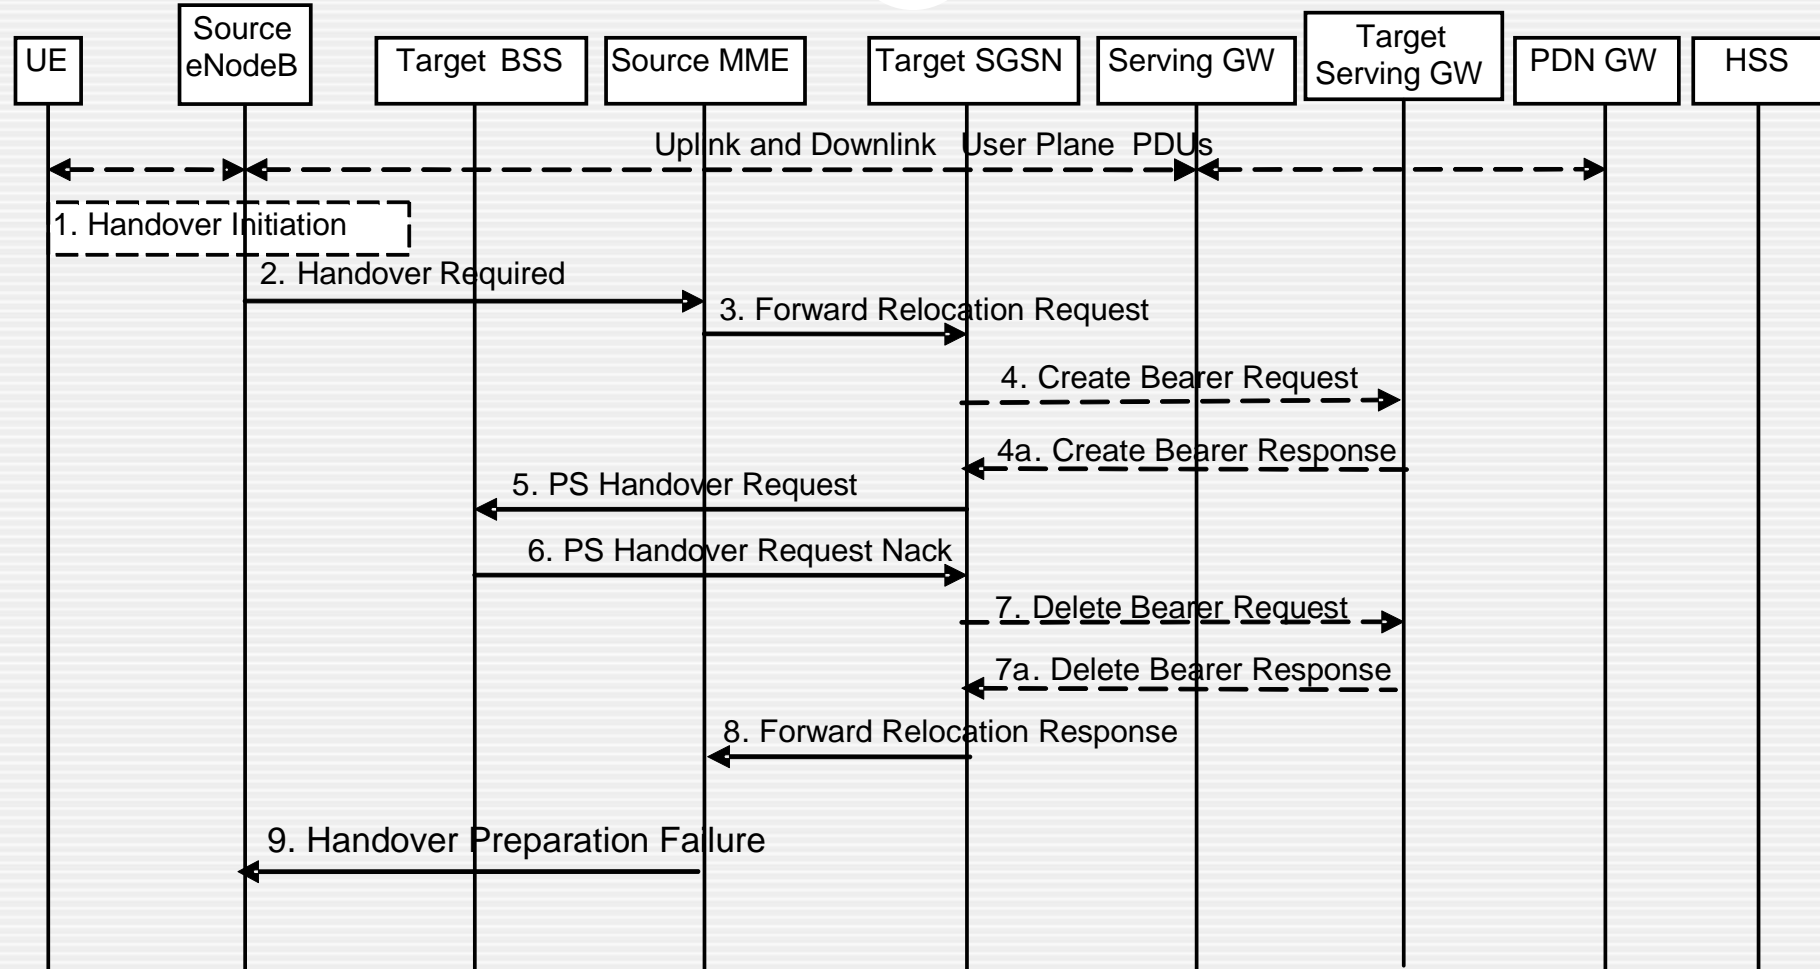 UE
Source
eNodeB
Target BSS
Source MME
Target SGSN
Serving GW
Target
Serving GW
PDN GW
HSS
Uplink and Downlink User Plane PDUs
1. Handover Initiation
2. Handover Required
3. Forward Relocation Request
4. Create Bearer Request
4a. Create Bearer Response
5. PS Handover Request
6. PS Handover Request Nack
7. Delete Bearer Request
7a. Delete Bearer Response
8. Forward Relocation Response
9. Handover Preparation Failure